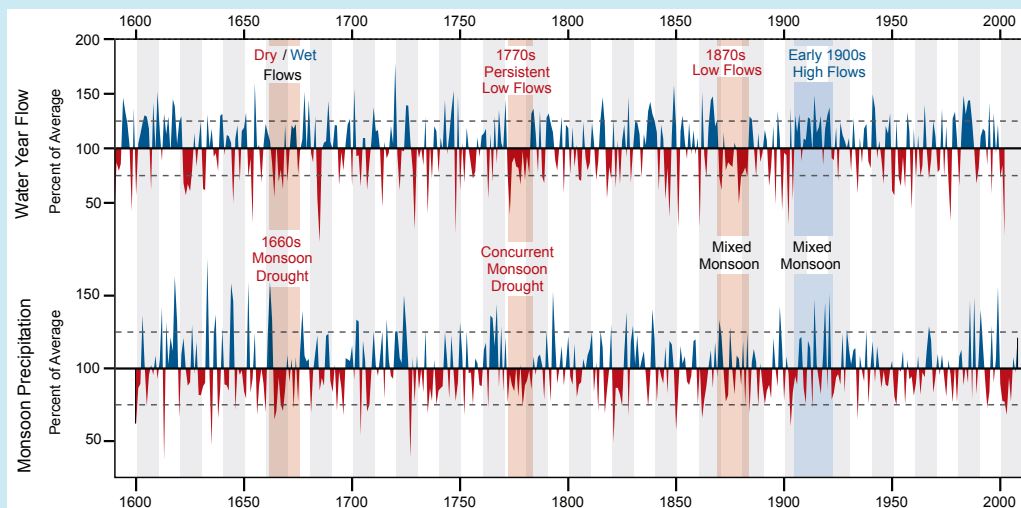 1600 1650 1700 1750 1800 1850 1900 1950 2000
Water Year Flow
Percent of Average
200
150
100
50
Dry / Wet
Flows
1770s
Persistent
Low Flows
1870s
Low Flows
Early 1900s
High Flows
Monsoon Precipitation
Percent of Average
150
100
50
1660s
Monsoon
Drought
Concurrent
Monsoon
Drought
Mixed
Monsoon
Mixed
Monsoon
1600 1650 1700 1750 1800 1850 1900 1950 2000